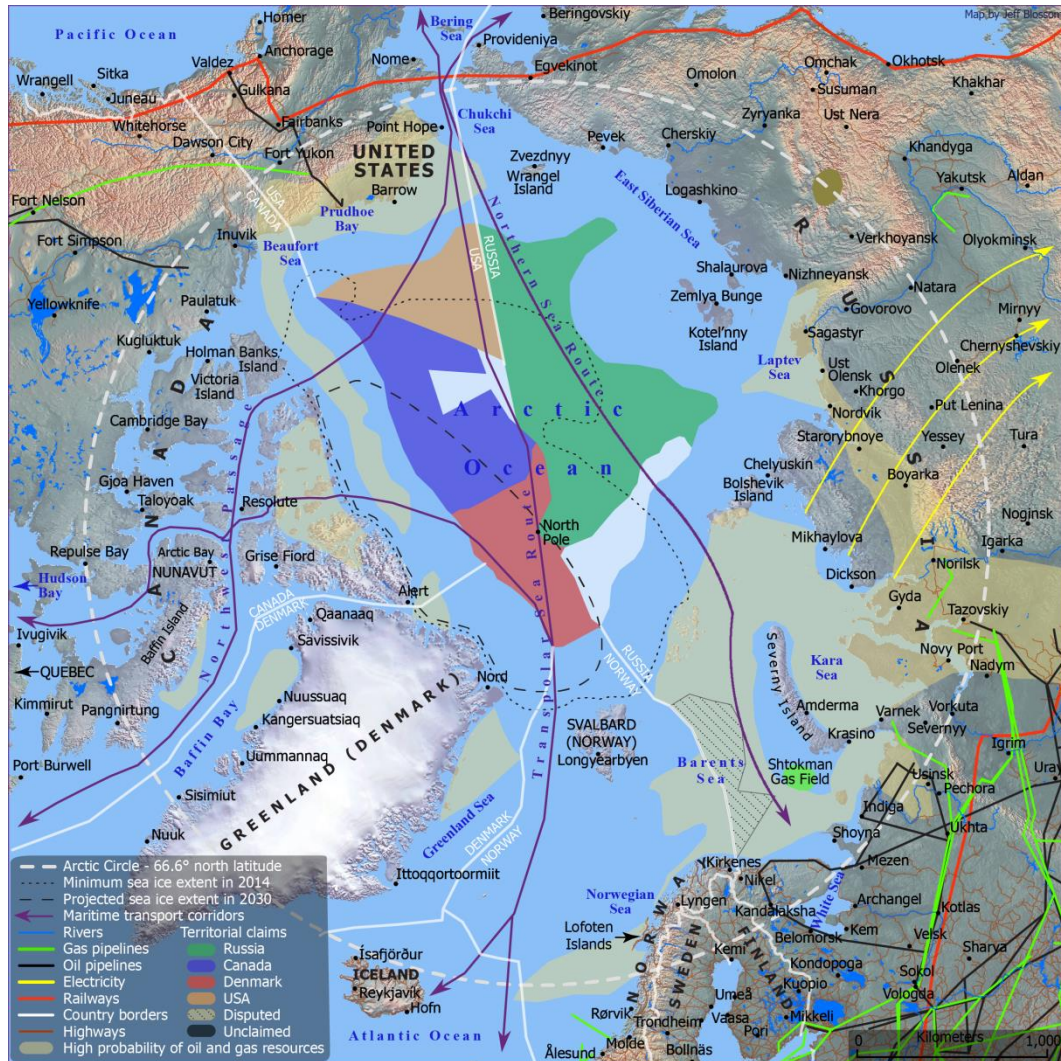 Map by Jeff Blossom
Pacific Ocean
Homer
Bering
Sea
Beringovskiy
Provideniya
Anchorage
Sitka
Wrangell
Valdez
Nome
Egvekinot
Omolon
Omchak
Okhotsk
Susuman
Khakhar
Juneau
Gulkana
Whitehorse
Fairbanks
Point Hope
Chukchi
Sea
Zyryanka
Ust Nera
Dawson City
Fort Yukon
UNITED
STATES
Pevek
Cherskiy
Khandyga
Zvezdnyy
Wrangel
Island
Barrow
Logashkino
Yakutsk
Aldan
Fort Nelson
USA
CANADA
Prudhoe
Bay
East Siberian Sea
Northern Sea Route
RUSSIA
USA
RUSSIA
Fort Simpson
Inuvik
Beaufort
Sea
Verkhoyansk
Olyokminsk
Shalaurova
Nizhneyansk
Zemlya Bunge
Natara
Yellowknife
Paulatuk
Govorovo
Mirnyy
Kotel'nny
Island
Sagastyr
Chernyshevskiy
Kugluktuk
Holman
Banks
Island
Laptev
Sea
Ust
Olensk
Olenek
Victoria
Island
Khorgo
Nordvik
Put Lenina
CANADA
Arctic
Ocean
Cambridge Bay
Starorybnoye
Yessey
Tura
Chelyuskin
Bolshevik
Island
Boyarka
Gjoa Haven
Taloyoak
Resolute
Northwest Passage
Noginsk
North
Pole
Mikhaylova
Igarka
Repulse Bay
Arctic Bay
Grise Fiord
NUNAVUT
Norilsk
Hudson
Bay
Alert
Dickson
CANADA
DENMARK
Gyda
Tazovskiy
Ivugivik
Baffin Island
Qaanaaq
Savissivik
Transpolar Sea Route
RUSSIA
NORWAY
Severny Island
Kara
Sea
Novy Port
Nadym
QUEBEC
Nord
Kimmirut
Pangnirtung
Nuussuaq
Kangersuatsiaq
SVALBARD
(NORWAY)
Longyearbyen
Amderma
Varnek
Vorkuta
Severnyy
Krasino
Baffin Bay
GREENLAND (DENMARK)
Barents
Sea
Igrim
Port Burwell
Uummannaq
Shtokman
Gas Field
Usinsk
Uray
Pechora
Sisimiut
Indiga
Greenland Sea
Shoyna
Ukhta
Nuuk
DENMARK
NORWAY
Kirkenes
Mezen
Ittoqqortoormiit
Nikel
White Sea
Norwegian
Sea
Lyngen
Kandalaksha
Archangel
Kotlas
Lofoten
Islands
NORWAY
SWEDEN
FINLAND
Kemi
Belomorsk
Kem
Velsk
Sharya
Ísafjörður
Kondopoga
Sokol
ICELAND
Reykjavík
Umeå
Kuopio
Vologda
Hofn
Rørvik
Vaasa
Mikkeli
Trondheim
Pori
Atlantic Ocean
Molde
Ålesund
Bollnäs
Arctic Circle - 66.6° north latitude
Minimum sea ice extent in 2014
Projected sea ice extent in 2030
Maritime transport corridors
Rivers
Gas pipelines
Oil pipelines
Electricity
Railways
Country borders
Highways
Territorial claims
Russia
Canada
Denmark
USA
Disputed
Unclaimed
High probability of oil and gas resources
Kilometers
0
1,000